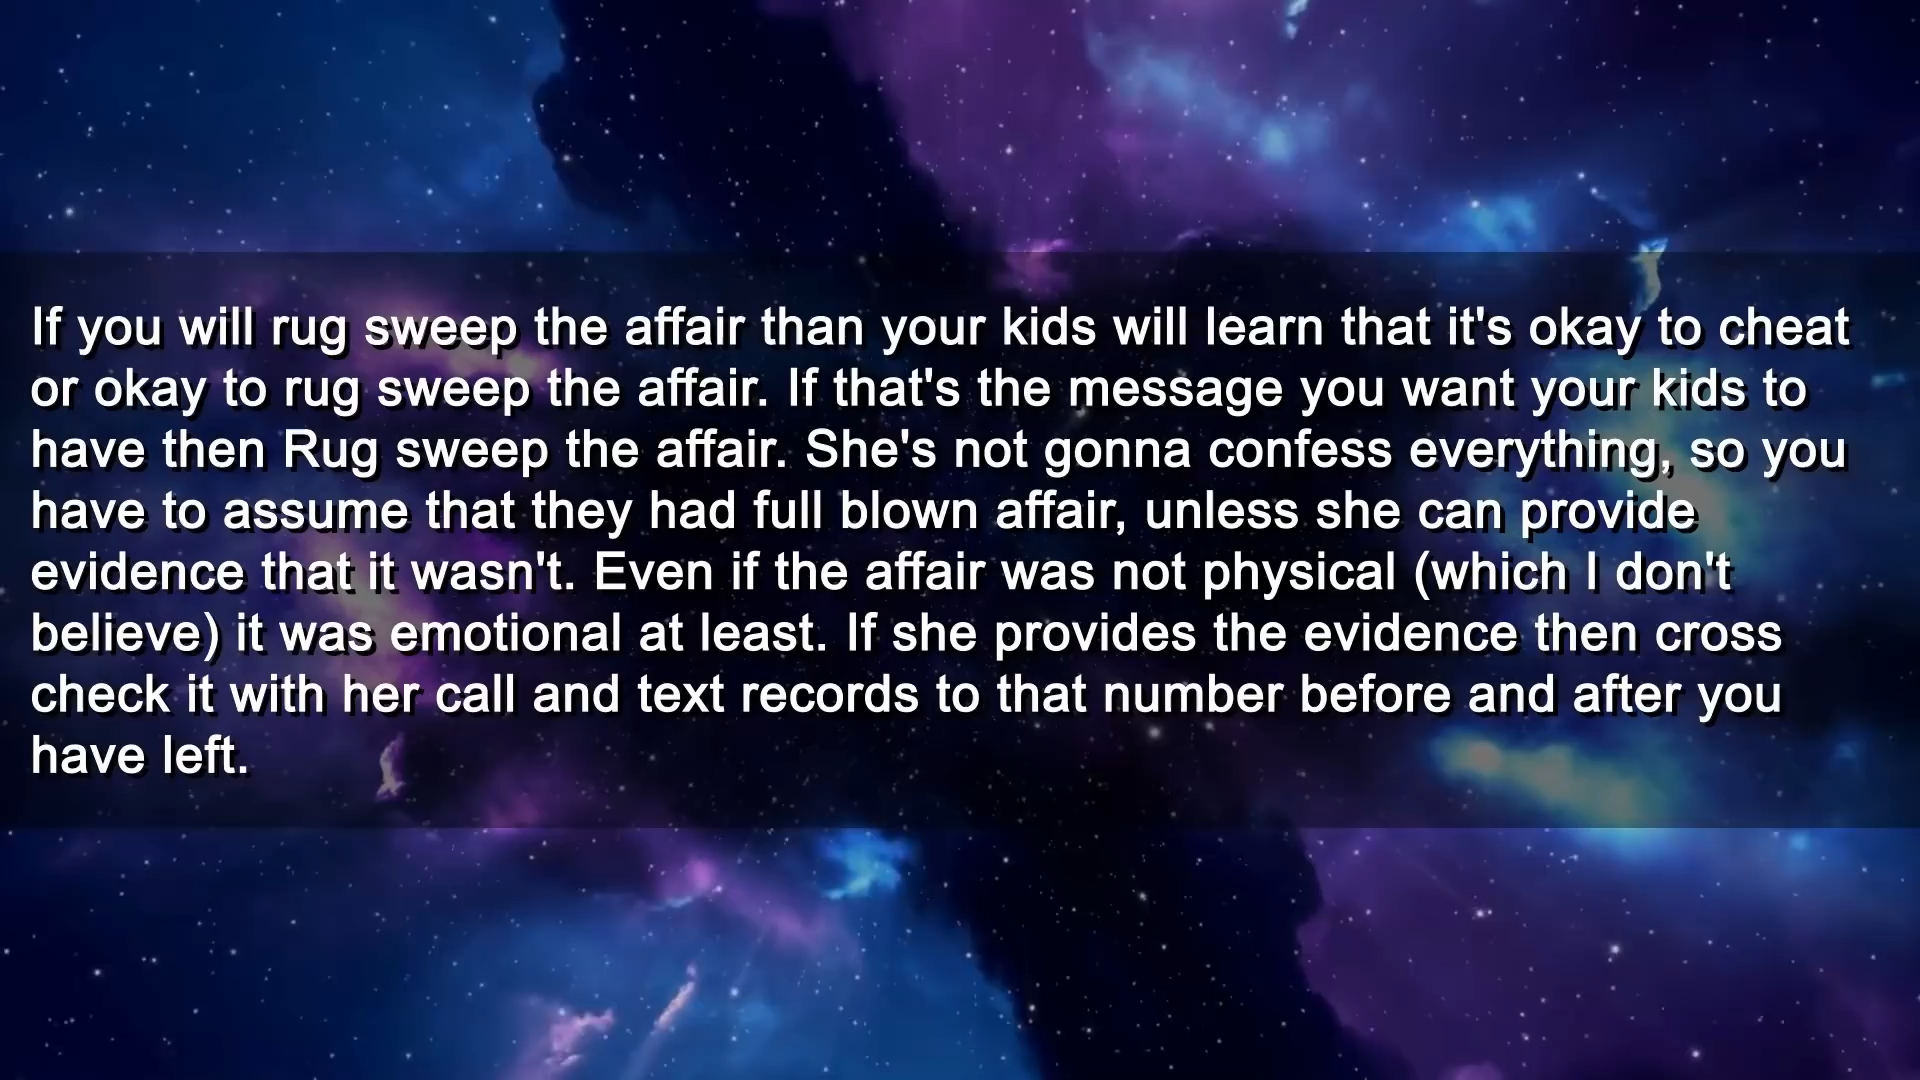 If you will rug sweep the affair than your kids will learn that it's okay to cheat
or okay to rug sweep the affair. If that's the message you want your kids to
have then Rug sweep the affair. She's not gonna confess everything, so you
have to assume that they had full blown affair, unless she can provide
evidence that it wasn't. Even if the affair was not physical (which I don't
believe) it was emotional at least. If she provides the evidence then cross
check it with her call and text records to that number before and after you
have left.